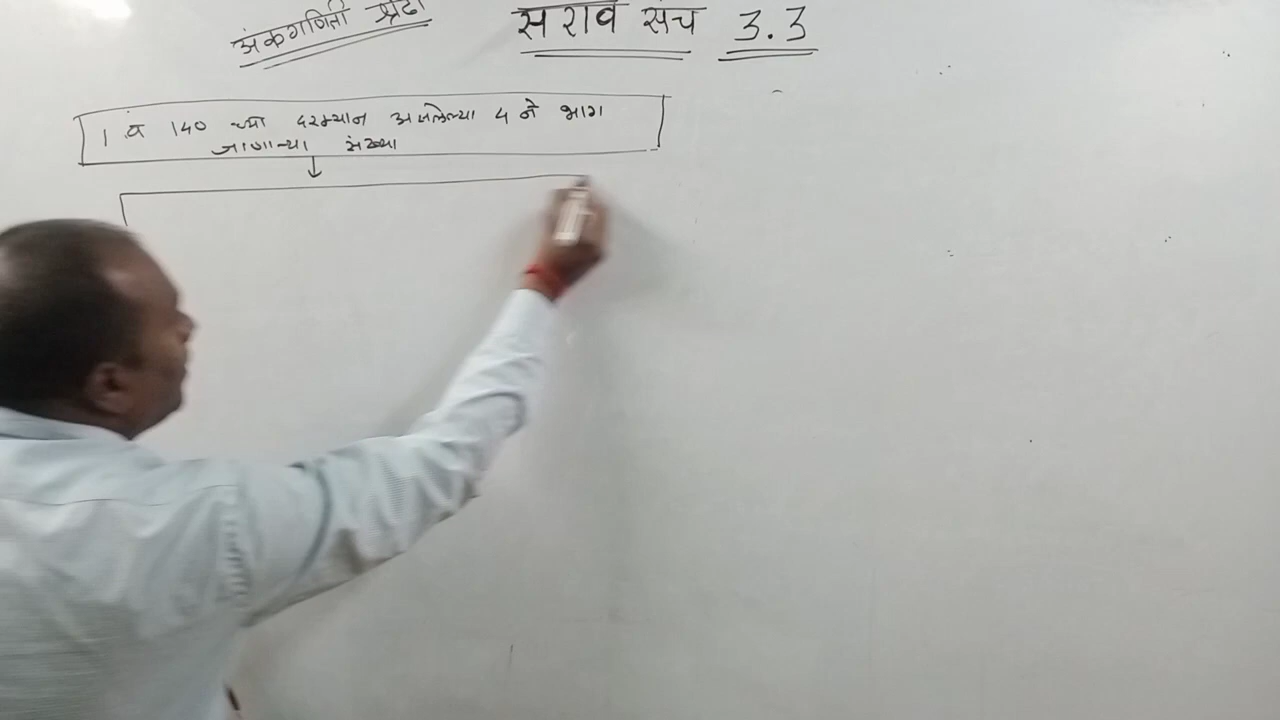 अंकगणिती श्रेढी
सराव संच 3.3
1 व 140 च्या दरम्यान असलेल्या 4 ने भाग
जाणाऱ्या संख्या